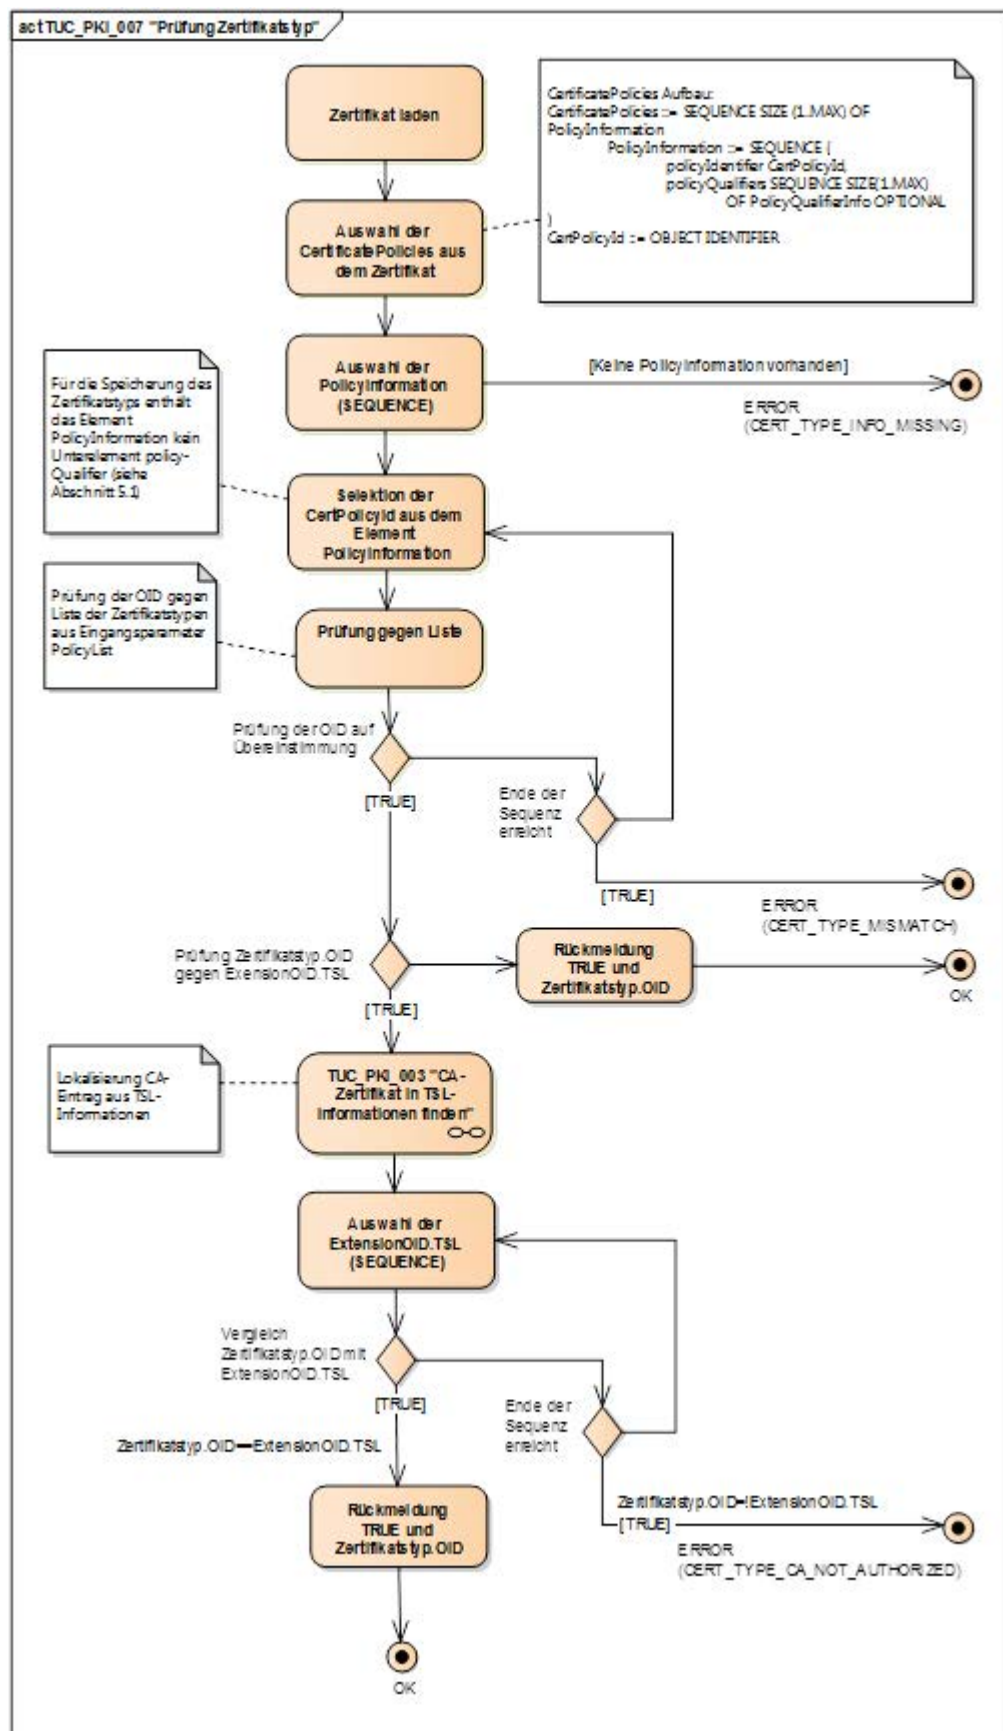 act TUC_PKI_007 "Prüfung Zertifikatstyp"
Zertifikat laden
CertificatePolicies Aufbau:
CertificatePolicies ::= SEQUENCE SIZE (1..MAX) OF
PolicyInformation
PolicyInformation ::= SEQUENCE {
policyIdentifier CertPolicyId,
policyQualifiers SEQUENCE SIZE(1..MAX)
OF PolicyQualifierInfo OPTIONAL
}
CertPolicyId ::= OBJECT IDENTIFIER
Auswahl der
CertificatePolicies aus
dem Zertifikat
Auswahl der
PolicyInformation
(SEQUENCE)
[Keine PolicyInformation vorhanden]
ERROR
(CERT_TYPE_INFO_MISSING)
Für die Speicherung des
Zertifikatstyps enthält
das Element
PolicyInformation kein
Unterelement policy-
Qualifier (siehe
Abschnitt 5.1)
Selektion der
CertPolicyId aus dem
Element
PolicyInformation
Prüfung der OID gegen
Liste der Zertifikatstypen
aus Eingangsparameter
PolicyList
Prüfung gegen Liste
Prüfung der OID auf
Übereinstimmung
[TRUE]
Ende der
Sequenz
erreicht
[TRUE]
ERROR
(CERT_TYPE_MISMATCH)
Prüfung Zertifikatstyp.OID
gegen ExensionOID.TSL
[TRUE]
Rückmeldung
TRUE und
Zertifikatstyp.OID
OK
Lokalisierung CA-
Eintrag aus TSL-
Informationen
TUC_PKI_003 "CA-
Zertifikat in TSL-
Informationen finden"
Auswahl der
ExtensionOID.TSL
(SEQUENCE)
Vergleich
Zertifikatstyp.OID mit
ExtensionOID.TSL
[TRUE]
Ende der
Sequenz
erreicht
Zertifikatstyp.OID==ExtensionOID.TSL
Zertifikatstyp.OID=!ExtensionOID.TSL
[TRUE]
ERROR
(CERT_TYPE_CA_NOT_AUTHORIZED)
Rückmeldung
TRUE und
Zertifikatstyp.OID
OK